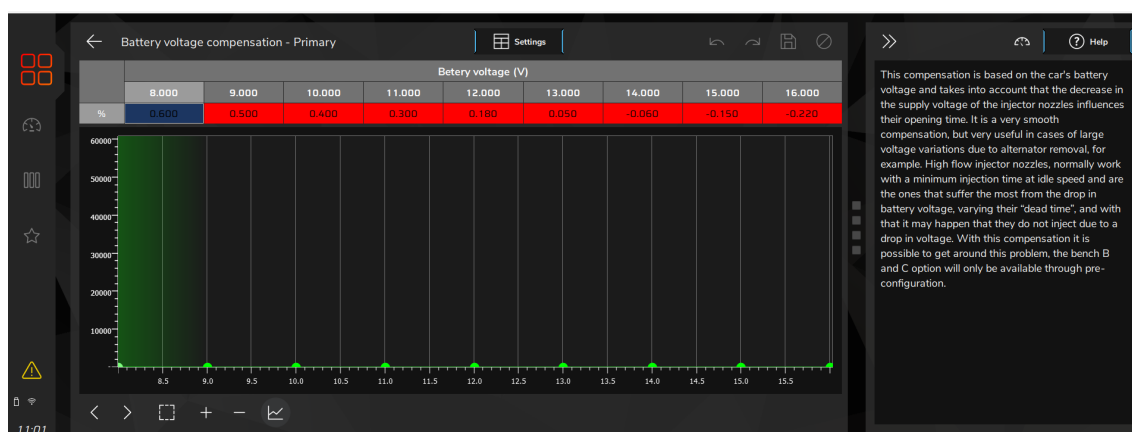 Battery voltage compensation - Primary
Settings
Help
Betery voltage (V)
8.000 9.000 10.000 11.000 12.000 13.000 14.000 15.000 16.000
% 0.600 0.500 0.400 0.300 0.180 0.050 -0.060 -0.150 -0.220
60000
50000
40000
30000
20000
10000
8.5 9.0 9.5 10.0 10.5 11.0 11.5 12.0 12.5 13.0 13.5 14.0 14.5 15.0 15.5
This compensation is based on the car's battery
voltage and takes into account that the decrease in
the supply voltage of the injector nozzles influences
their opening time. It is a very smooth
compensation, but very useful in cases of large
voltage variations due to alternator removal, for
example. High flow injector nozzles, normally work
with a minimum injection time at idle speed and are
the ones that suffer the most from the drop in
battery voltage, varying their “dead time”, and with
that it may happen that they do not inject due to a
drop in voltage. With this compensation it is
possible to get around this problem, the bench B
and C option will only be available through pre-
configuration.
11:01